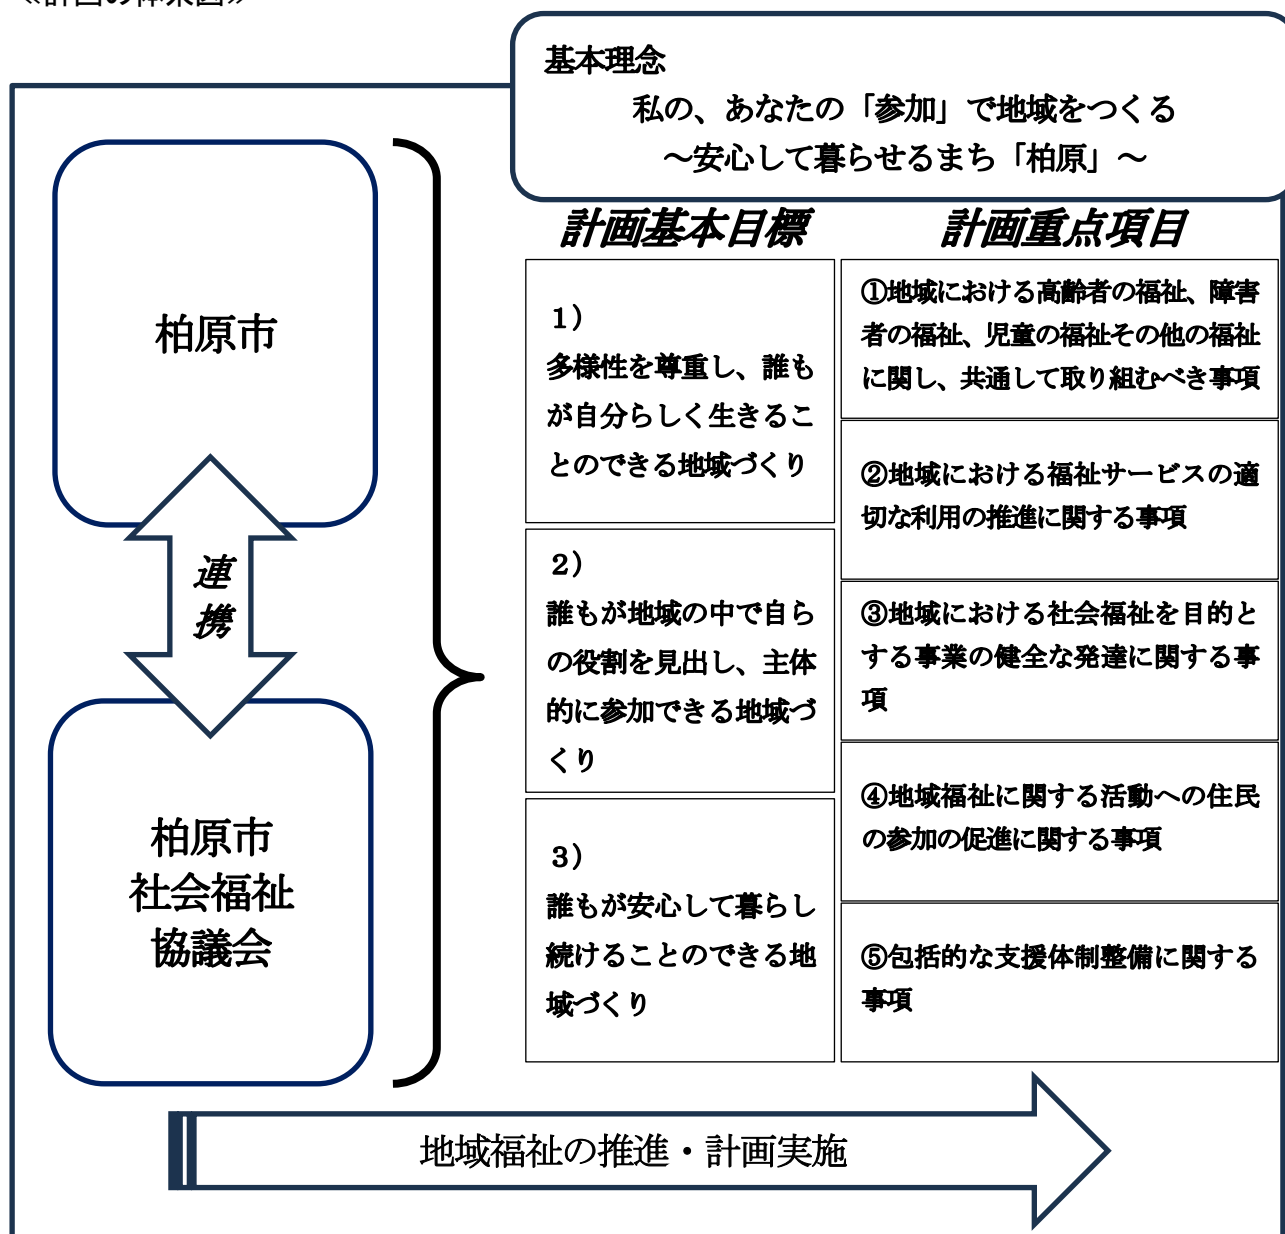 ≪計画の体系図≫
基本理念
私の、あなたの「参加」で地域をつくる
～安心して暮らせるまち「柏原」～
柏原市
連
携
柏原市
社会福祉
協議会
計画基本目標
1）
多様性を尊重し、誰も
が自分らしく生きるこ
とのできる地域づくり
2）
誰もが地域の中で自ら
の役割を見出し、主体
的に参加できる地域づ
くり
3）
誰もが安心して暮らし
続けることのできる地
域づくり
計画重点項目
①地域における高齢者の福祉、障害
者の福祉、児童の福祉その他の福祉
に関し、共通して取り組むべき事項
②地域における福祉サービスの適
切な利用の推進に関する事項
③地域における社会福祉を目的と
する事業の健全な発達に関する事
項
④地域福祉に関する活動への住民
の参加の促進に関する事項
⑤包括的な支援体制整備に関する
事項
地域福祉の推進・計画実施